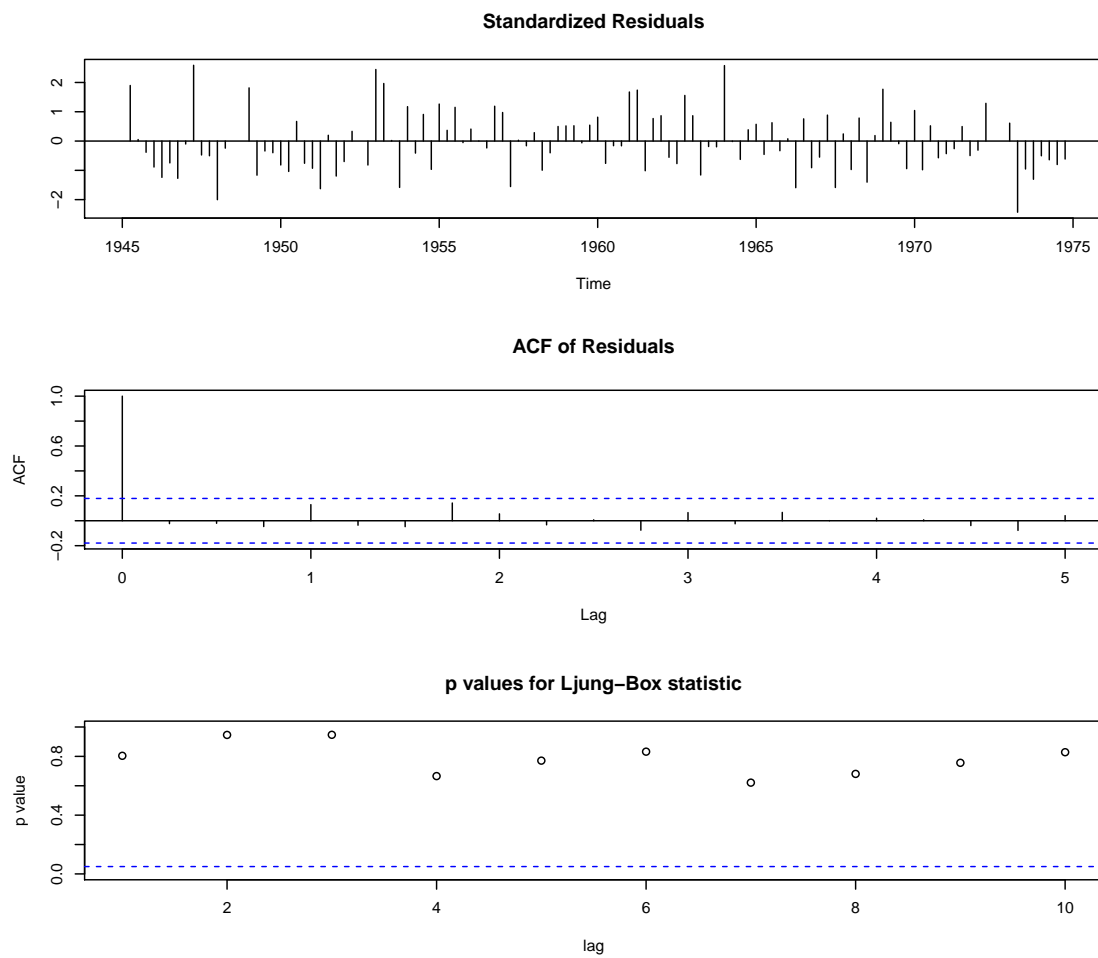 Standardized Residuals
2
1
0
−2
1945 1950 1955 1960 1965 1970 1975
Time
ACF of Residuals
1.0
0.6
0.2
−0.2
ACF
0 1 2 3 4 5
Lag
p values for Ljung−Box statistic
0.8
0.4
0.0
p value
2 4 6 8 10
lag